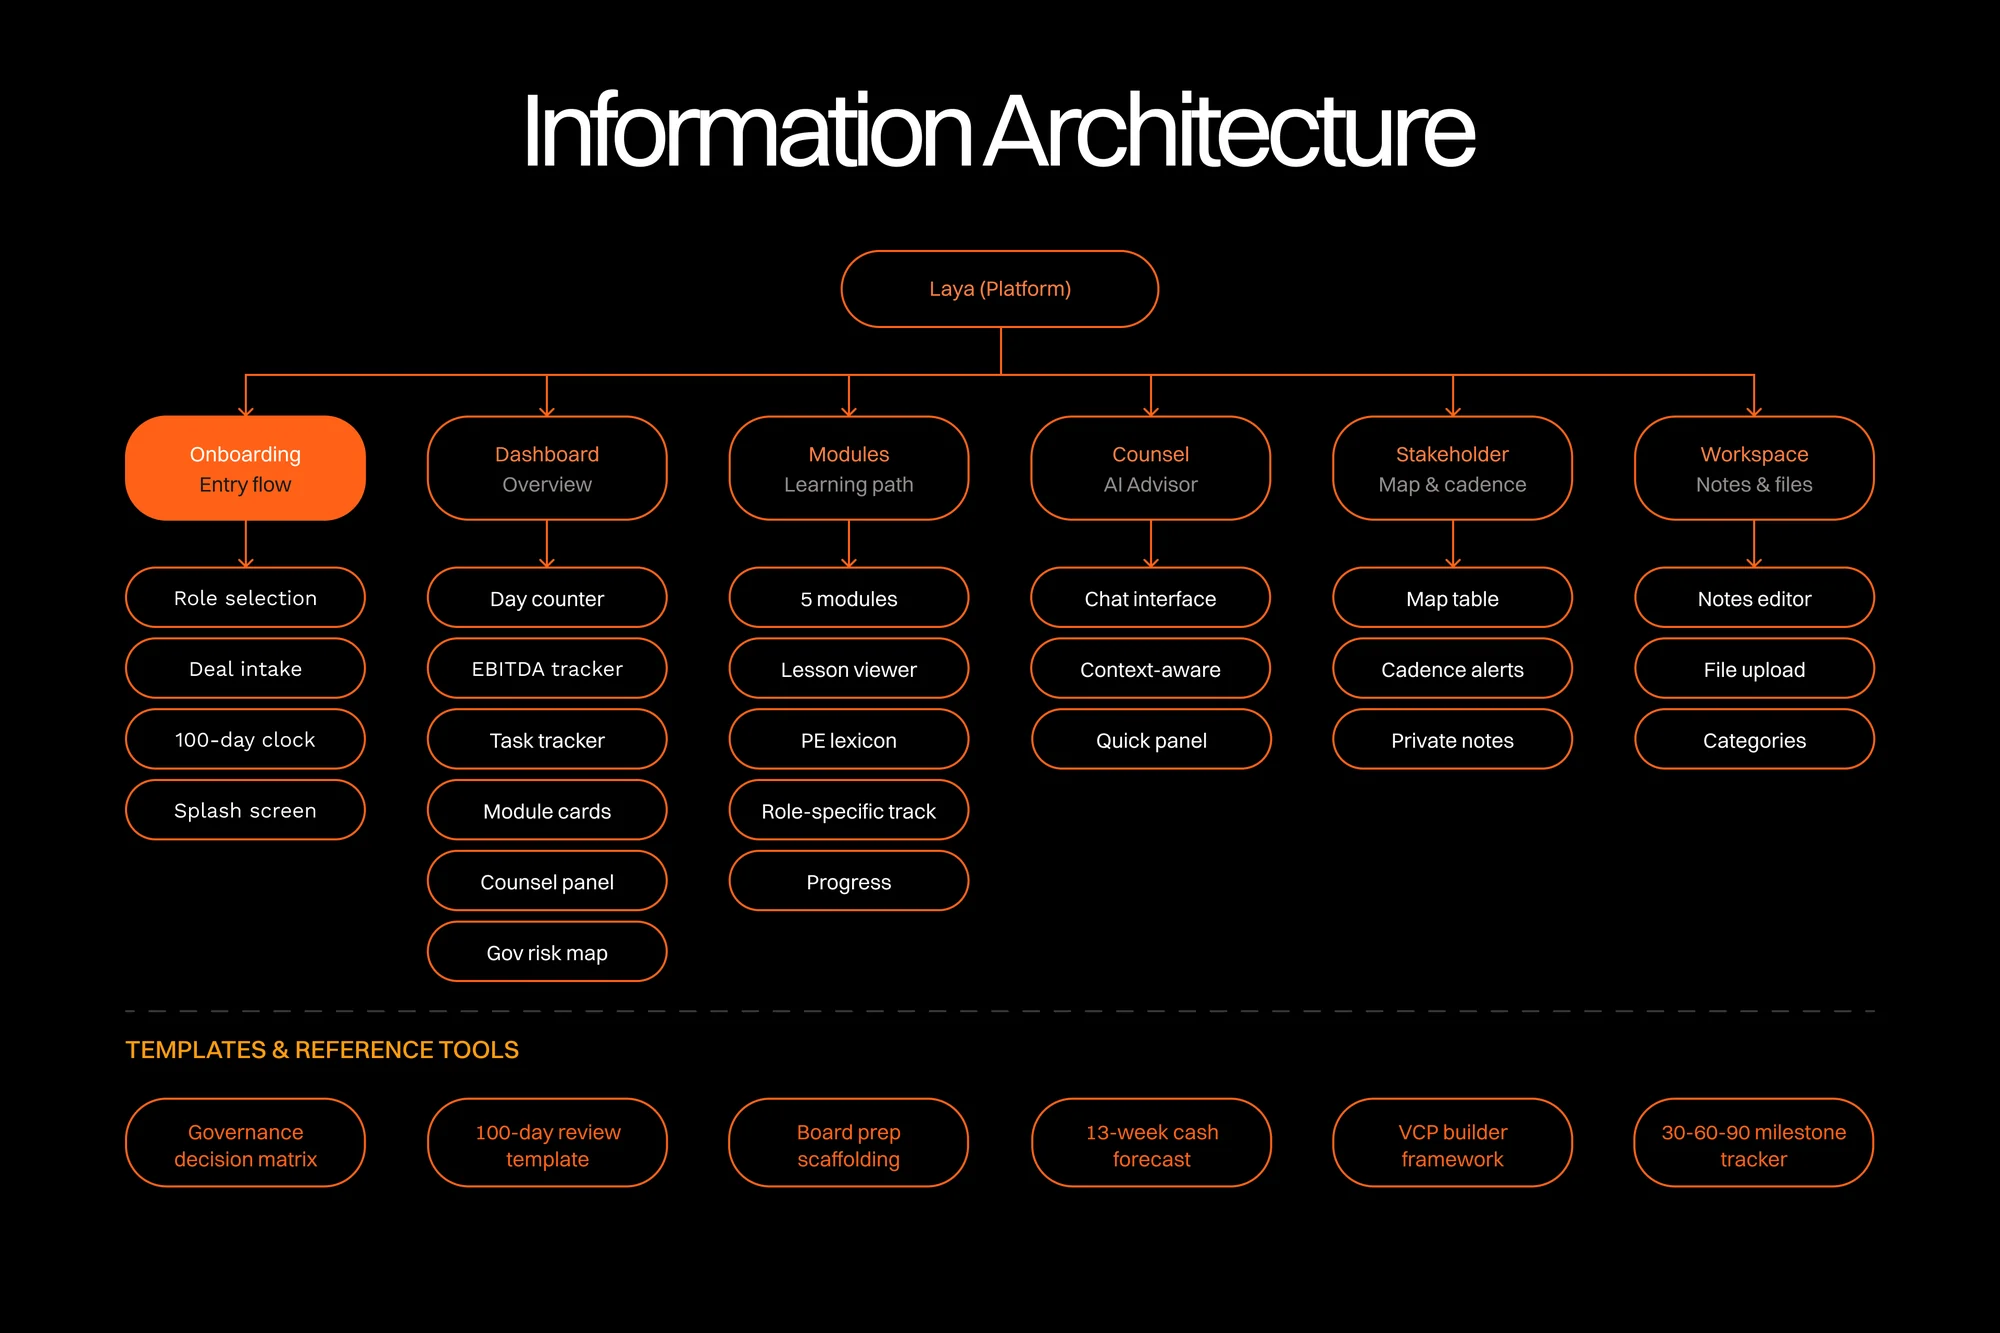 Information Architecture
Laya (Platform)
Onboarding
Entry flow
Dashboard
Overview
Modules
Learning path
Counsel
AI Advisor
Stakeholder
Map & cadence
Workspace
Notes & files
Role selection
Deal intake
100-day clock
Splash screen
Day counter
EBITDA tracker
Task tracker
Module cards
Counsel panel
Gov risk map
5 modules
Lesson viewer
PE lexicon
Role-specific track
Progress
Chat interface
Context-aware
Quick panel
Map table
Cadence alerts
Private notes
Notes editor
File upload
Categories
TEMPLATES & REFERENCE TOOLS
Governance
decision matrix
100-day review
template
Board prep
scaffolding
13-week cash
forecast
VCP builder
framework
30-60-90 milestone
tracker